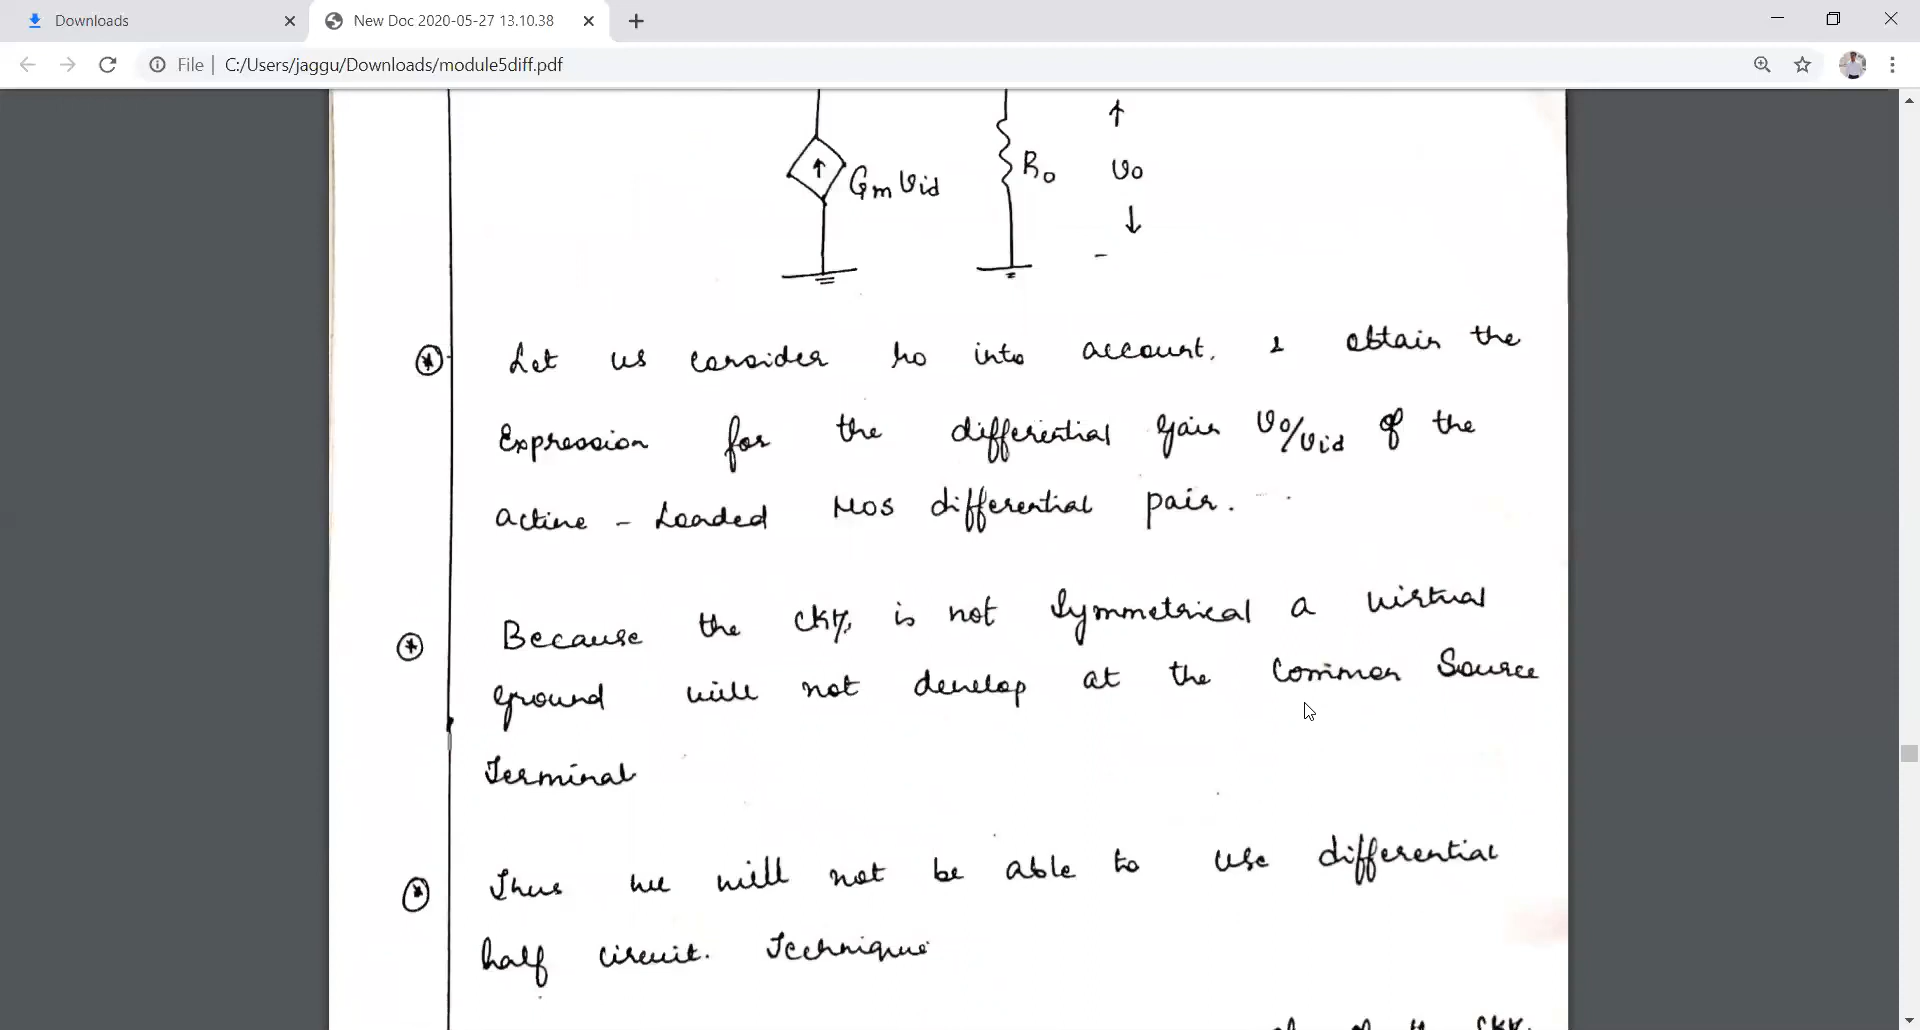 Downloads
New Doc 2020-05-27 13.10.38
File | C:/Users/jaggu/Downloads/module5diff.pdf
Gm vid
Ro
vo
-
Let us consider ro into account. & obtain the
Expression for the differential gain vo/vid of the
active - Loaded MOS differential pair.
Because the ckt, is not Symmetrical a virtual
ground will not develop at the Common Source
Terminal
Thus we will not be able to use differential
half circuit. Technique
ckt.